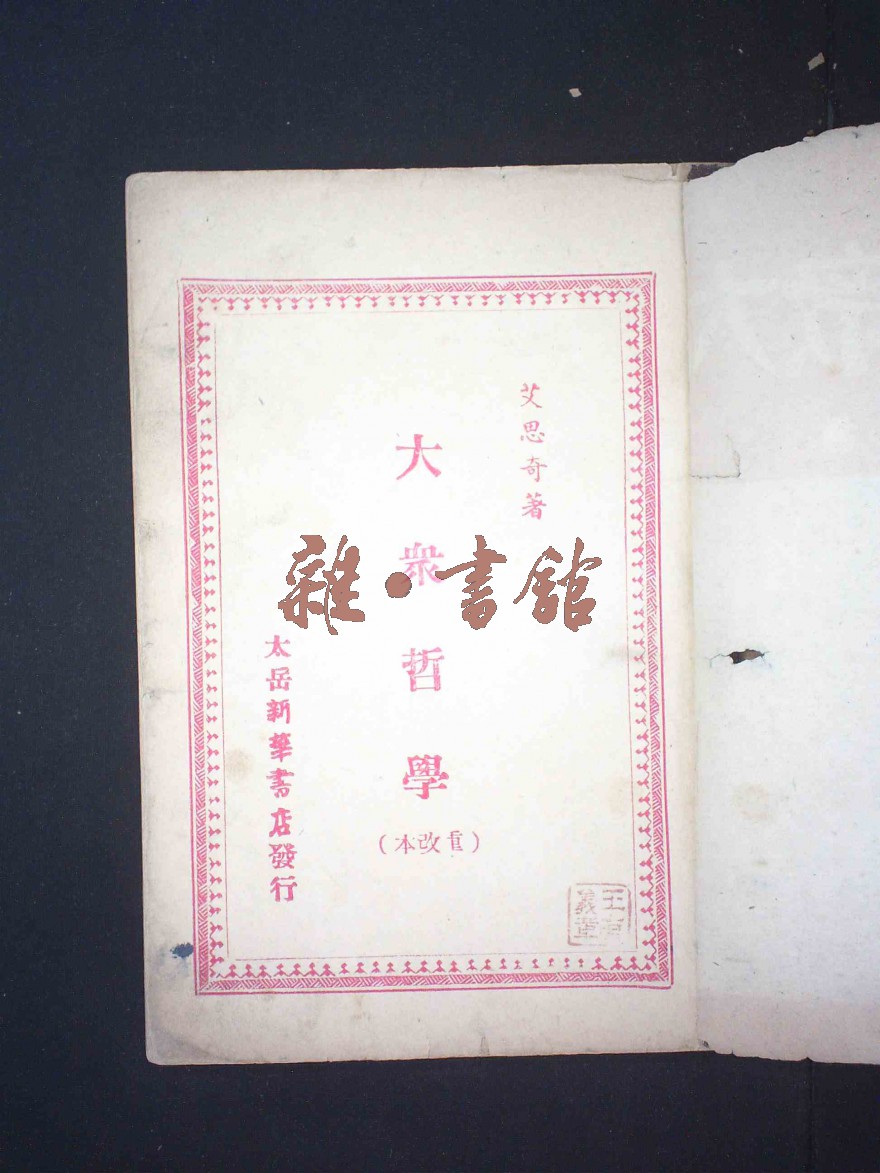 艾思奇著
大衆哲學
（重改本）
太岳新華書店發行
雜·書館